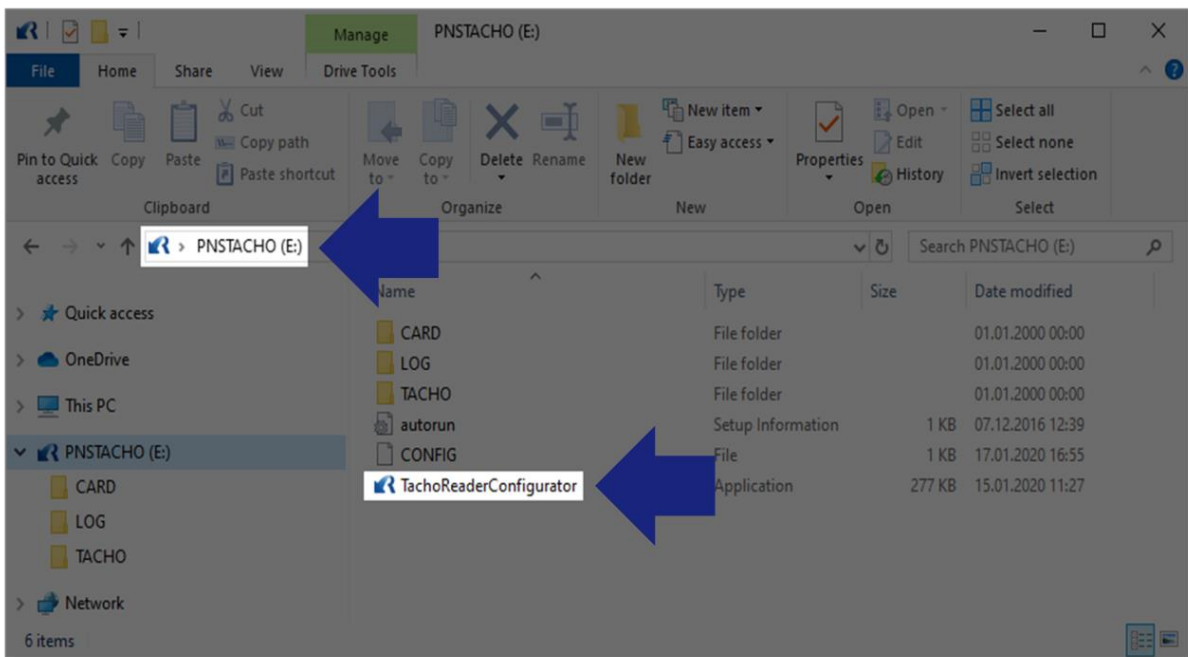 Manage PNSTACHO (E:)
File Home Share View Drive Tools
Pin to Quick access
Copy
Paste
Cut
Copy path
Paste shortcut
Clipboard
Move to
Copy to
Delete
Rename
Organize
New folder
New item
Easy access
New
Properties
Open
Edit
History
Open
Select all
Select none
Invert selection
Select
PNSTACHO (E:)
Search PNSTACHO (E:)
Quick access
OneDrive
This PC
PNSTACHO (E:)
CARD
LOG
TACHO
Network
Name Type Size Date modified
CARD File folder 01.01.2000 00:00
LOG File folder 01.01.2000 00:00
TACHO File folder 01.01.2000 00:00
autorun Setup Information 1 KB 07.12.2016 12:39
CONFIG File 1 KB 17.01.2020 16:55
TachoReaderConfigurator Application 277 KB 15.01.2020 11:27
6 items